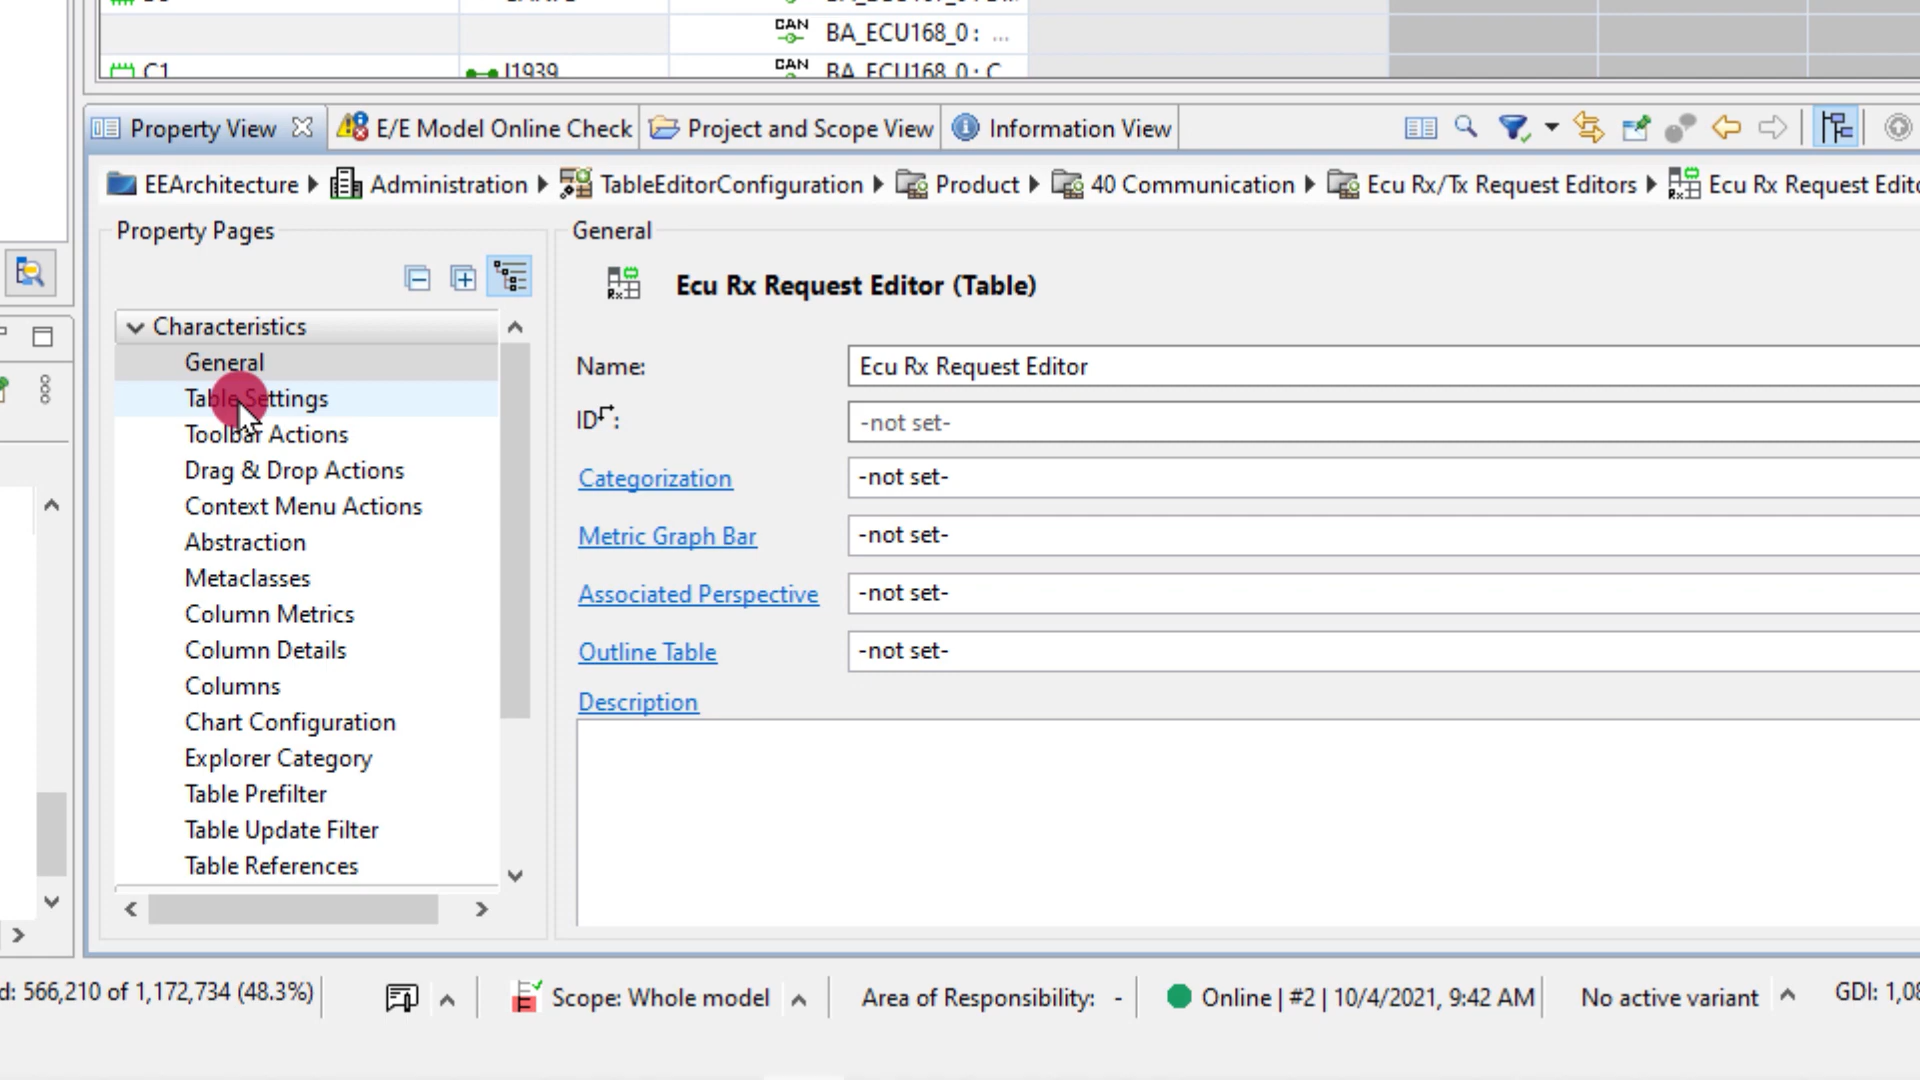 CAN BA_ECU168_0 : ...
C1 J1939 CAN BA_ECU168_0 : C
Property View E/E Model Online Check Project and Scope View Information View
EEArchitecture Administration TableEditorConfiguration Product 40 Communication Ecu Rx/Tx Request Editors Ecu Rx Request Edito
Property Pages
General
Ecu Rx Request Editor (Table)
Characteristics
General
Table Settings
Toolbar Actions
Drag & Drop Actions
Context Menu Actions
Abstraction
Metaclasses
Column Metrics
Column Details
Columns
Chart Configuration
Explorer Category
Table Prefilter
Table Update Filter
Table References
Name: Ecu Rx Request Editor
ID: -not set-
Categorization -not set-
Metric Graph Bar -not set-
Associated Perspective -not set-
Outline Table -not set-
Description
d: 566,210 of 1,172,734 (48.3%) Scope: Whole model Area of Responsibility: - Online | #2 | 10/4/2021, 9:42 AM No active variant GDI: 1,08